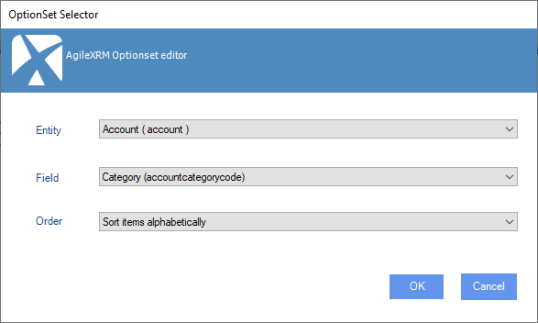 OptionSet Selector
AgileXRM Optionset editor
Entity Account ( account )
Field Category (accountcategorycode)
Order Sort items alphabetically
OK Cancel